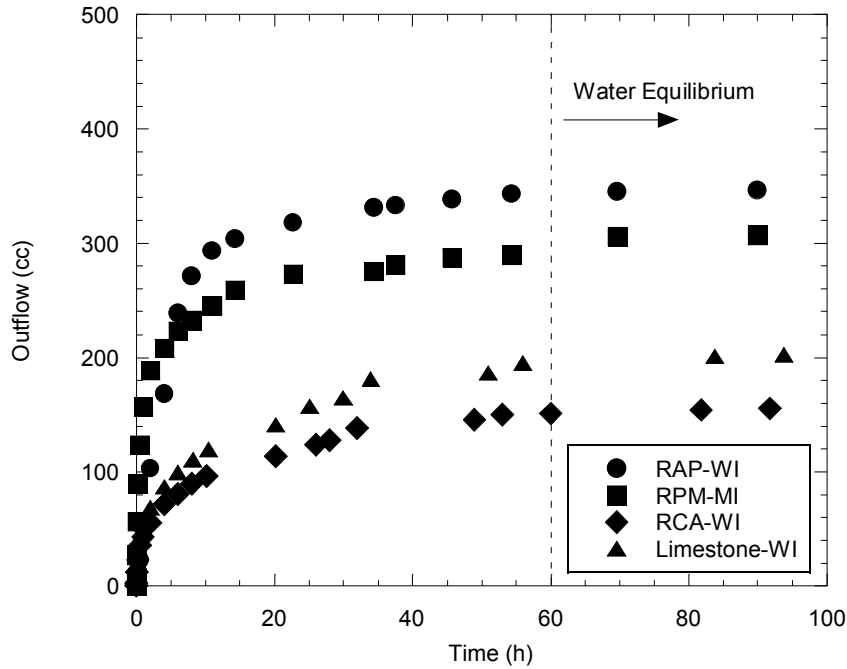 500
400
300
200
100
0
Outflow (cc)
Water Equilibrium
RAP-WI
RPM-MI
RCA-WI
Limestone-WI
0 20 40 60 80 100
Time (h)